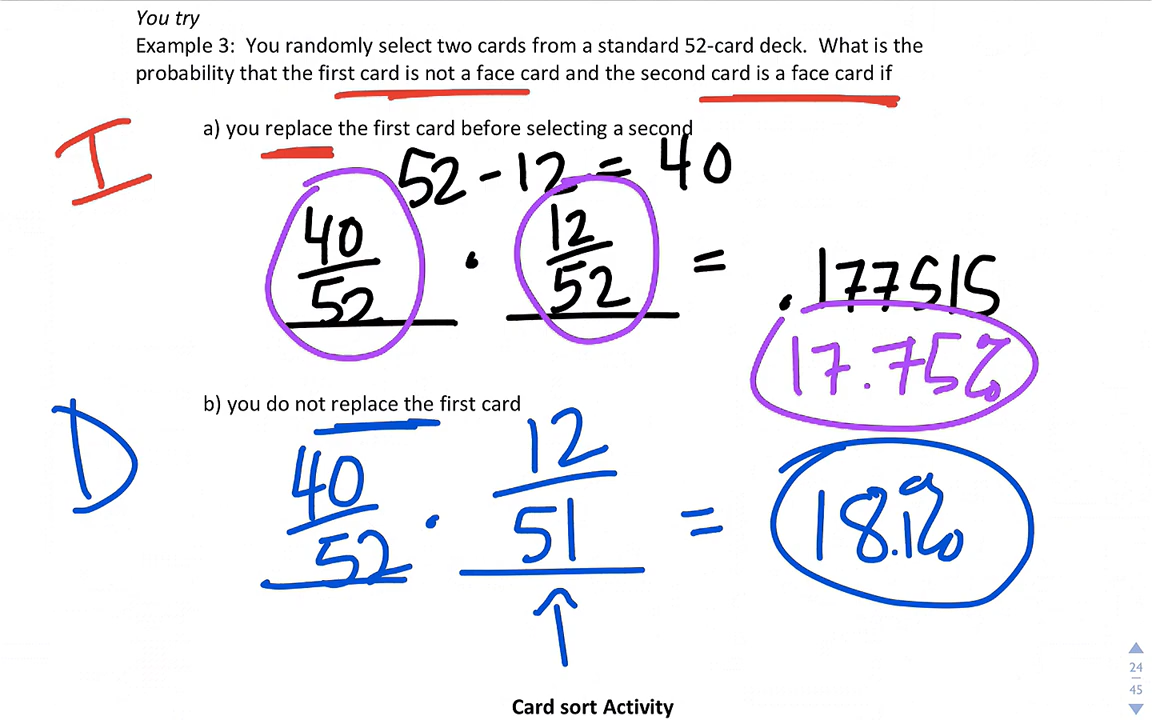 You try
Example 3: You randomly select two cards from a standard 52-card deck. What is the
probability that the first card is not a face card and the second card is a face card if
I
a) you replace the first card before selecting a second
52 - 12 = 40
40/52 · 12/52 = .177515
17.75%
D
b) you do not replace the first card
40/52 · 12/51 = 18.1%
↑
Card sort Activity
24
45